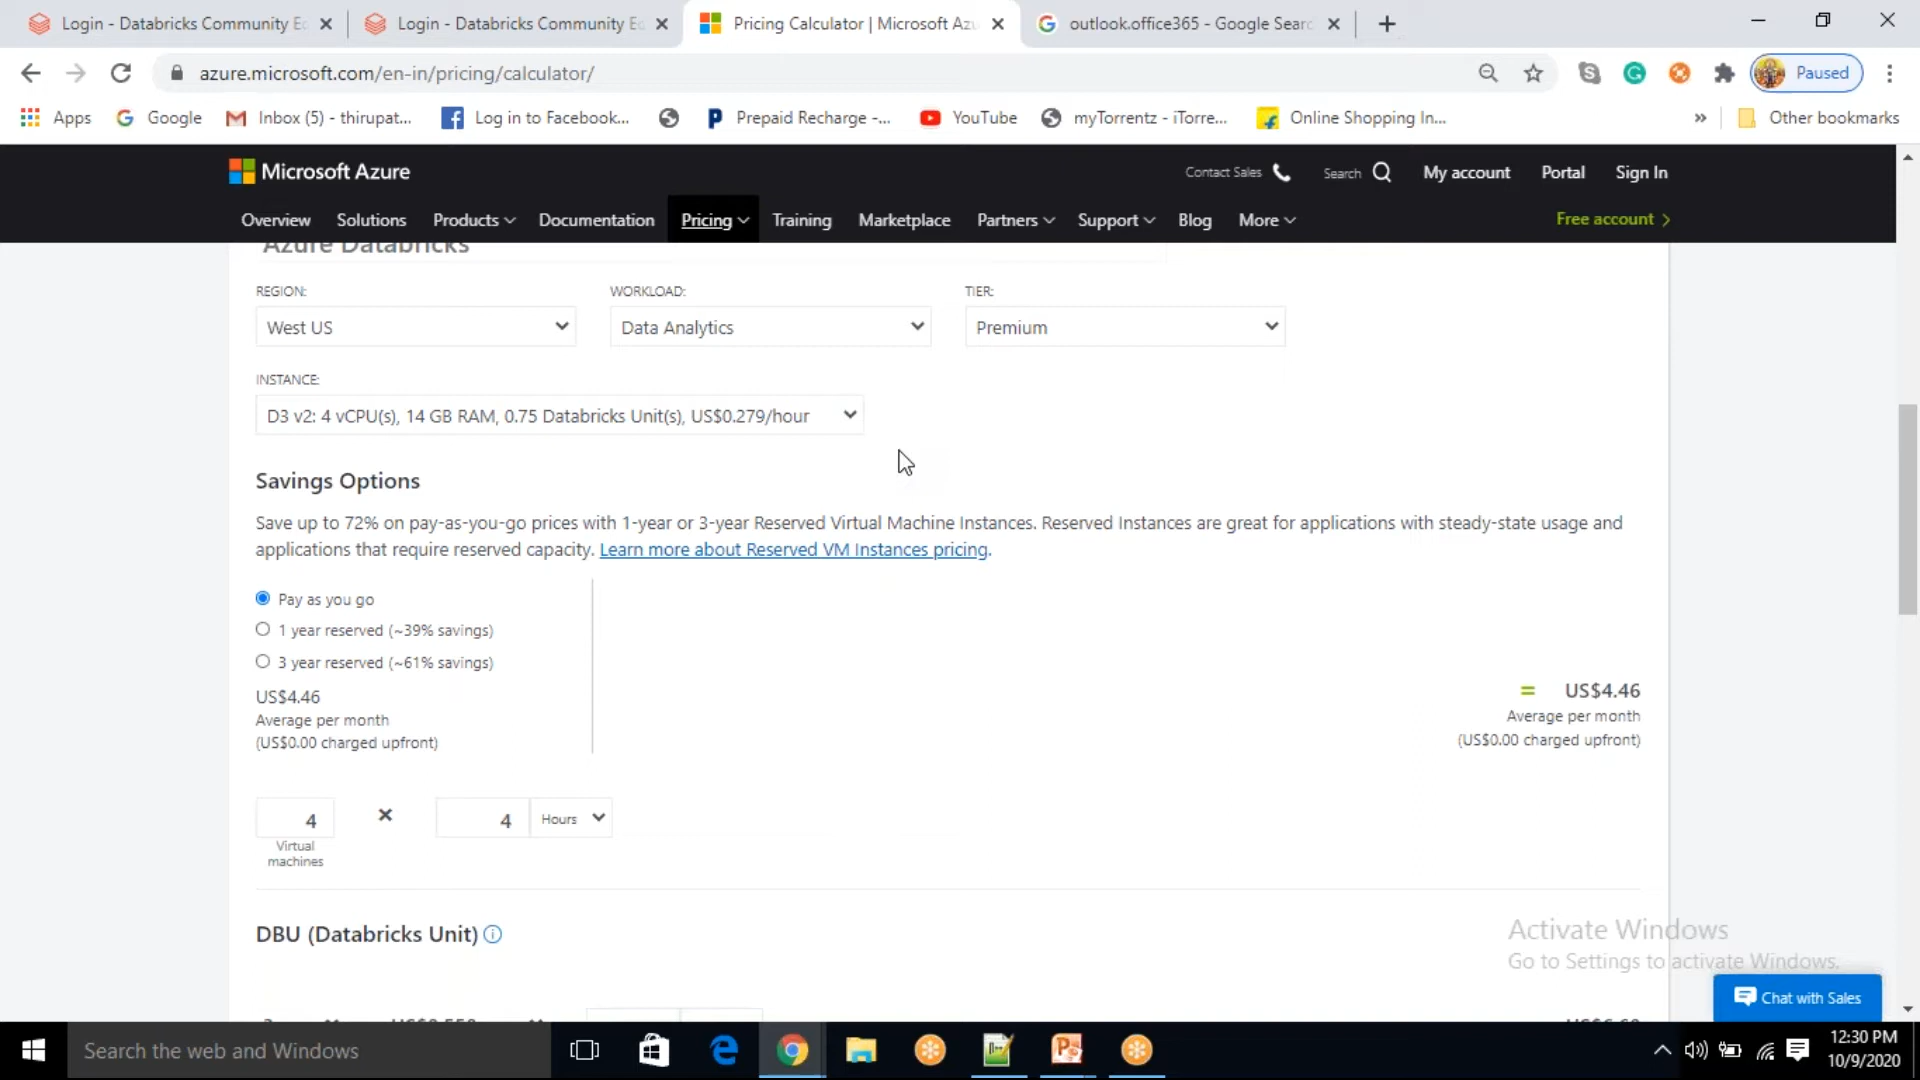 Login - Databricks Community Ec
Login - Databricks Community Ec
Pricing Calculator | Microsoft Azu
outlook.office365 - Google Searc
azure.microsoft.com/en-in/pricing/calculator/
Paused
Apps
Google
Inbox (5) - thirupat...
Log in to Facebook...
Prepaid Recharge -...
YouTube
myTorrentz - iTorre...
Online Shopping In...
»
Other bookmarks
Microsoft Azure
Contact Sales
Search
My account
Portal
Sign In
Overview
Solutions
Products
Documentation
Pricing
Training
Marketplace
Partners
Support
Blog
More
Free account >
Azure Databricks
REGION:
WORKLOAD:
TIER:
West US
Data Analytics
Premium
INSTANCE:
D3 v2: 4 vCPU(s), 14 GB RAM, 0.75 Databricks Unit(s), US$0.279/hour
Savings Options
Save up to 72% on pay-as-you-go prices with 1-year or 3-year Reserved Virtual Machine Instances. Reserved Instances are great for applications with steady-state usage and
applications that require reserved capacity. Learn more about Reserved VM Instances pricing.
Pay as you go
1 year reserved (~39% savings)
3 year reserved (~61% savings)
US$4.46
Average per month
(US$0.00 charged upfront)
= US$4.46
Average per month
(US$0.00 charged upfront)
4
×
4
Hours
Virtual
machines
DBU (Databricks Unit)
Activate Windows
Go to Settings to activate Windows.
Chat with Sales
Search the web and Windows
12:30 PM
10/9/2020